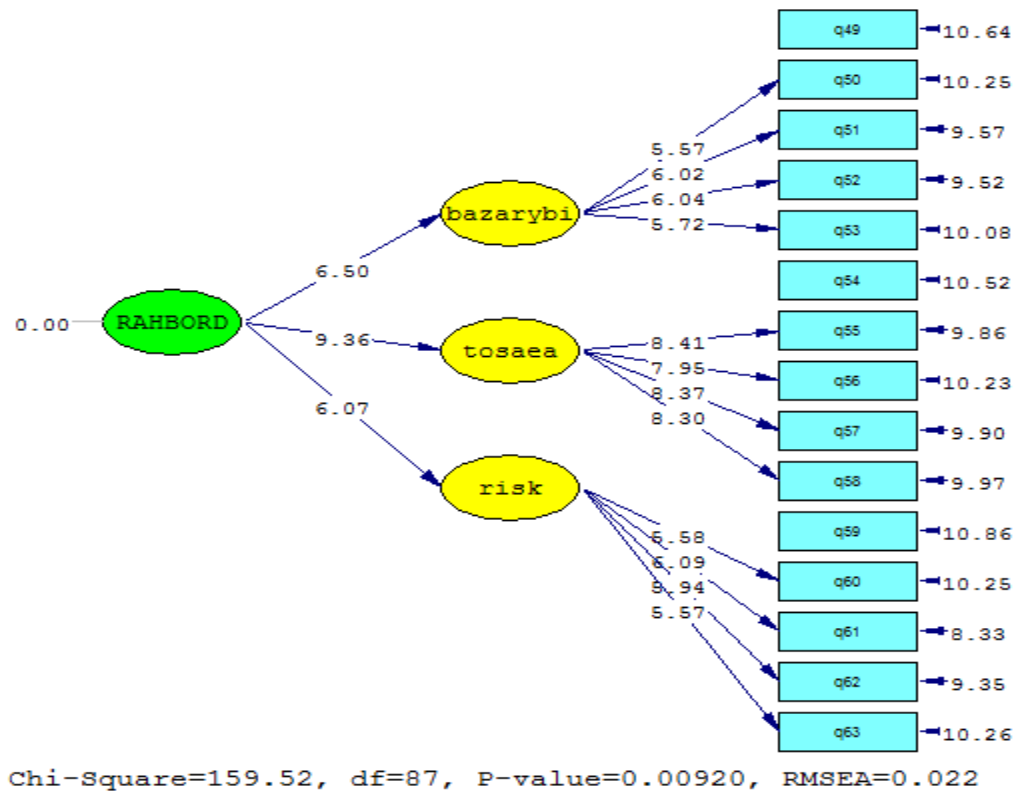 q49 10.64
q50 10.25
5.57
q51 9.57
6.02
6.04
q52 9.52
bazarybi
5.72
q53 10.08
6.50
q54 10.52
0.00 RAHBORD
9.36
tosaea
8.41
q55 9.86
7.95
q56 10.23
8.37
6.07
8.30
q57 9.90
risk
q58 9.97
q59 10.86
5.58
6.09
q60 10.25
5.94
5.57
q61 8.33
q62 9.35
q63 10.26
Chi-Square=159.52, df=87, P-value=0.00920, RMSEA=0.022